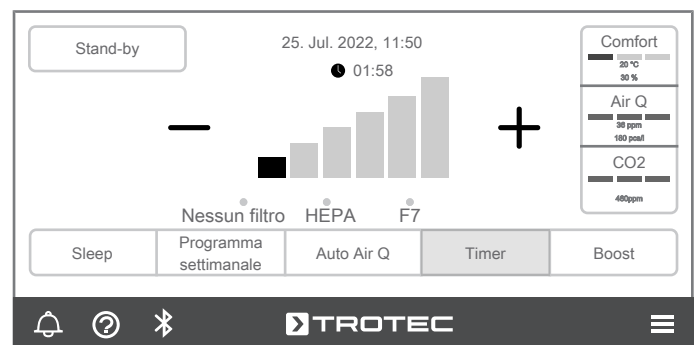 Stand-by
25. Jul. 2022, 11:50
01:58
Comfort
20 °C
30 %
Air Q
36 ppm
180 pcs/l
CO2
460ppm
Nessun filtro HEPA F7
Sleep
Programma
settimanale
Auto Air Q
Timer
Boost
TROTEC